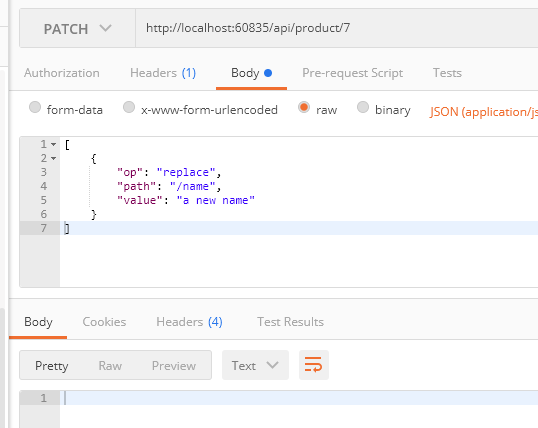 PATCH http://localhost:60835/api/product/7
Authorization Headers (1) Body Pre-request Script Tests
form-data x-www-form-urlencoded raw binary JSON (application/js
1 [
2 {
3 "op": "replace",
4 "path": "/name",
5 "value": "a new name"
6 }
7 ]
Body Cookies Headers (4) Test Results
Pretty Raw Preview Text
1